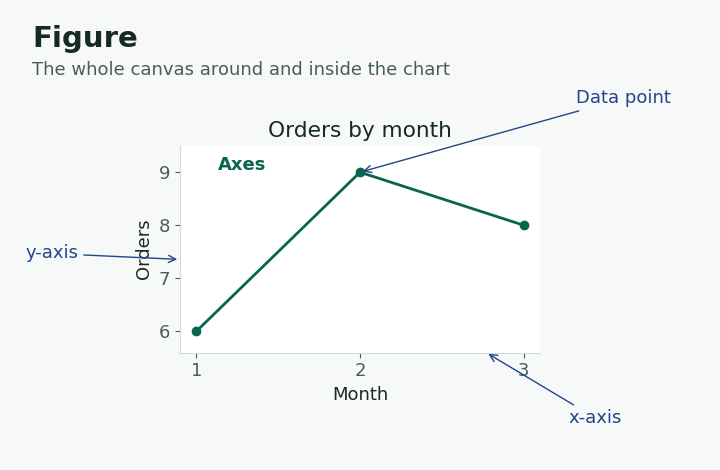 Figure
The whole canvas around and inside the chart
Data point
Orders by month
Axes
9
8
7
6
y-axis
Orders
1 2 3
Month
x-axis